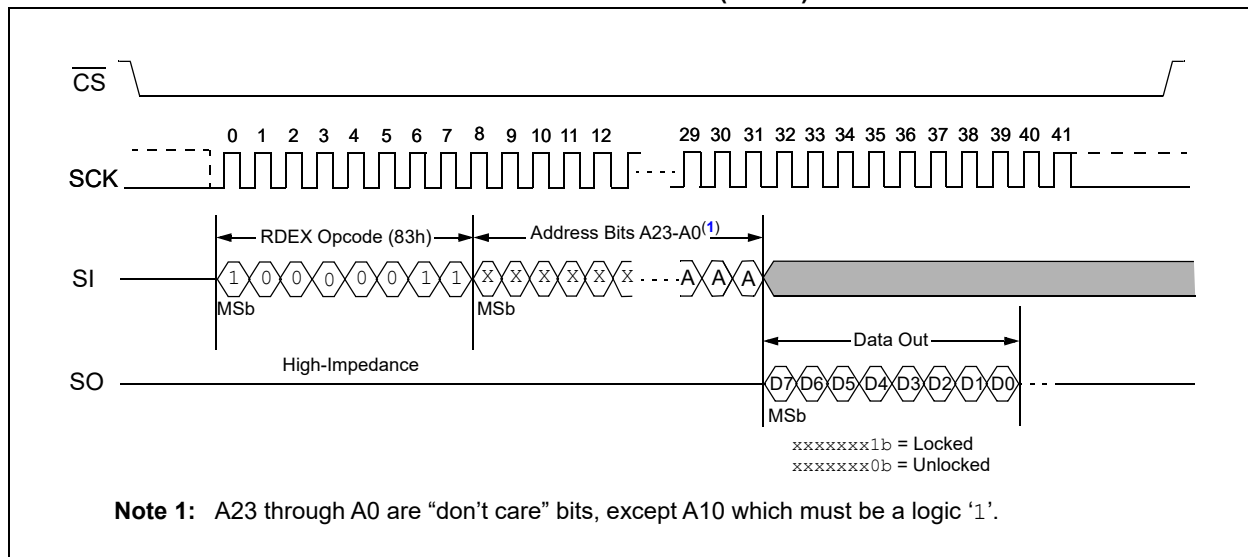 CS
0 1 2 3 4 5 6 7 8 9 10 11 12 29 30 31 32 33 34 35 36 37 38 39 40 41
SCK
RDEX Opcode (83h) Address Bits A23-A0(1)
SI 1 0 0 0 0 0 1 1 X X X X X X A A A
MSb MSb
Data Out
High-Impedance
SO D7 D6 D5 D4 D3 D2 D1 D0
MSb
xxxxxxx1b = Locked
xxxxxxx0b = Unlocked
Note 1: A23 through A0 are “don’t care” bits, except A10 which must be a logic ‘1’.